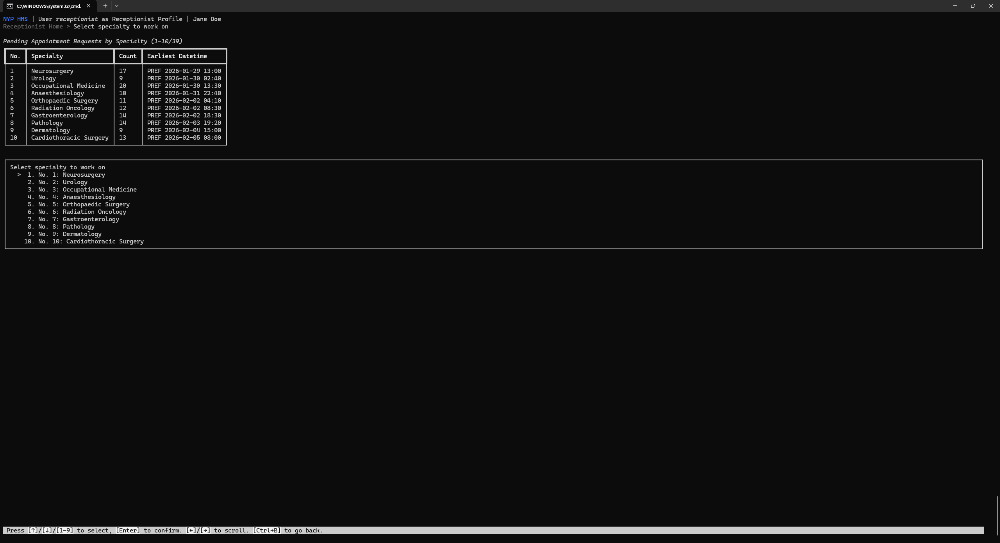 C:\WINDOWS\system32\cmd.
NYP HMS | User receptionist as Receptionist Profile | Jane Doe
Receptionist Home > Select specialty to work on
Pending Appointment Requests by Specialty (1-10/39)
No. Specialty Count Earliest Datetime
1 Neurosurgery 17 PREF 2026-01-29 13:00
2 Urology 9 PREF 2026-01-30 02:40
3 Occupational Medicine 20 PREF 2026-01-30 13:30
4 Anaesthesiology 10 PREF 2026-01-31 22:40
5 Orthopaedic Surgery 11 PREF 2026-02-02 04:10
6 Radiation Oncology 12 PREF 2026-02-02 08:30
7 Gastroenterology 14 PREF 2026-02-02 18:30
8 Pathology 14 PREF 2026-02-03 19:20
9 Dermatology 9 PREF 2026-02-04 15:00
10 Cardiothoracic Surgery 13 PREF 2026-02-05 08:00
Select specialty to work on
> 1. No. 1: Neurosurgery
2. No. 2: Urology
3. No. 3: Occupational Medicine
4. No. 4: Anaesthesiology
5. No. 5: Orthopaedic Surgery
6. No. 6: Radiation Oncology
7. No. 7: Gastroenterology
8. No. 8: Pathology
9. No. 9: Dermatology
10. No. 10: Cardiothoracic Surgery
Press [↑]/[↓]/[1-9] to select, [Enter] to confirm. [←]/[→] to scroll. [Ctrl+B] to go back.